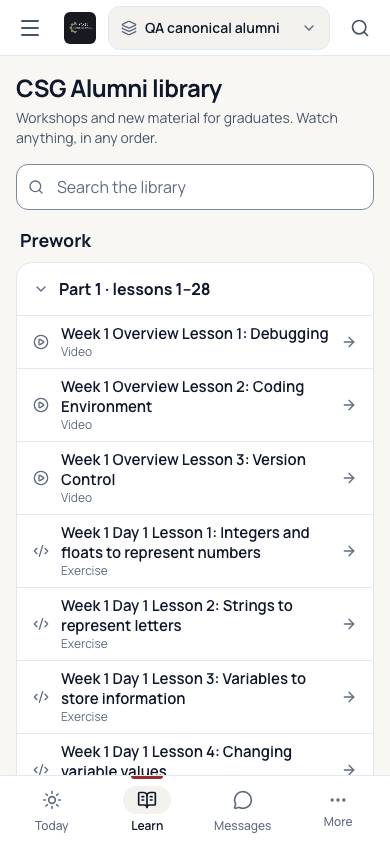 QA canonical alumni
CSG Alumni library
Workshops and new material for graduates. Watch
anything, in any order.
Search the library
Prework
Part 1 · lessons 1–28
Week 1 Overview Lesson 1: Debugging
Video
Week 1 Overview Lesson 2: Coding
Environment
Video
Week 1 Overview Lesson 3: Version
Control
Video
Week 1 Day 1 Lesson 1: Integers and
floats to represent numbers
Exercise
Week 1 Day 1 Lesson 2: Strings to
represent letters
Exercise
Week 1 Day 1 Lesson 3: Variables to
store information
Exercise
Week 1 Day 1 Lesson 4: Changing
variable values
Today
Learn
Messages
More